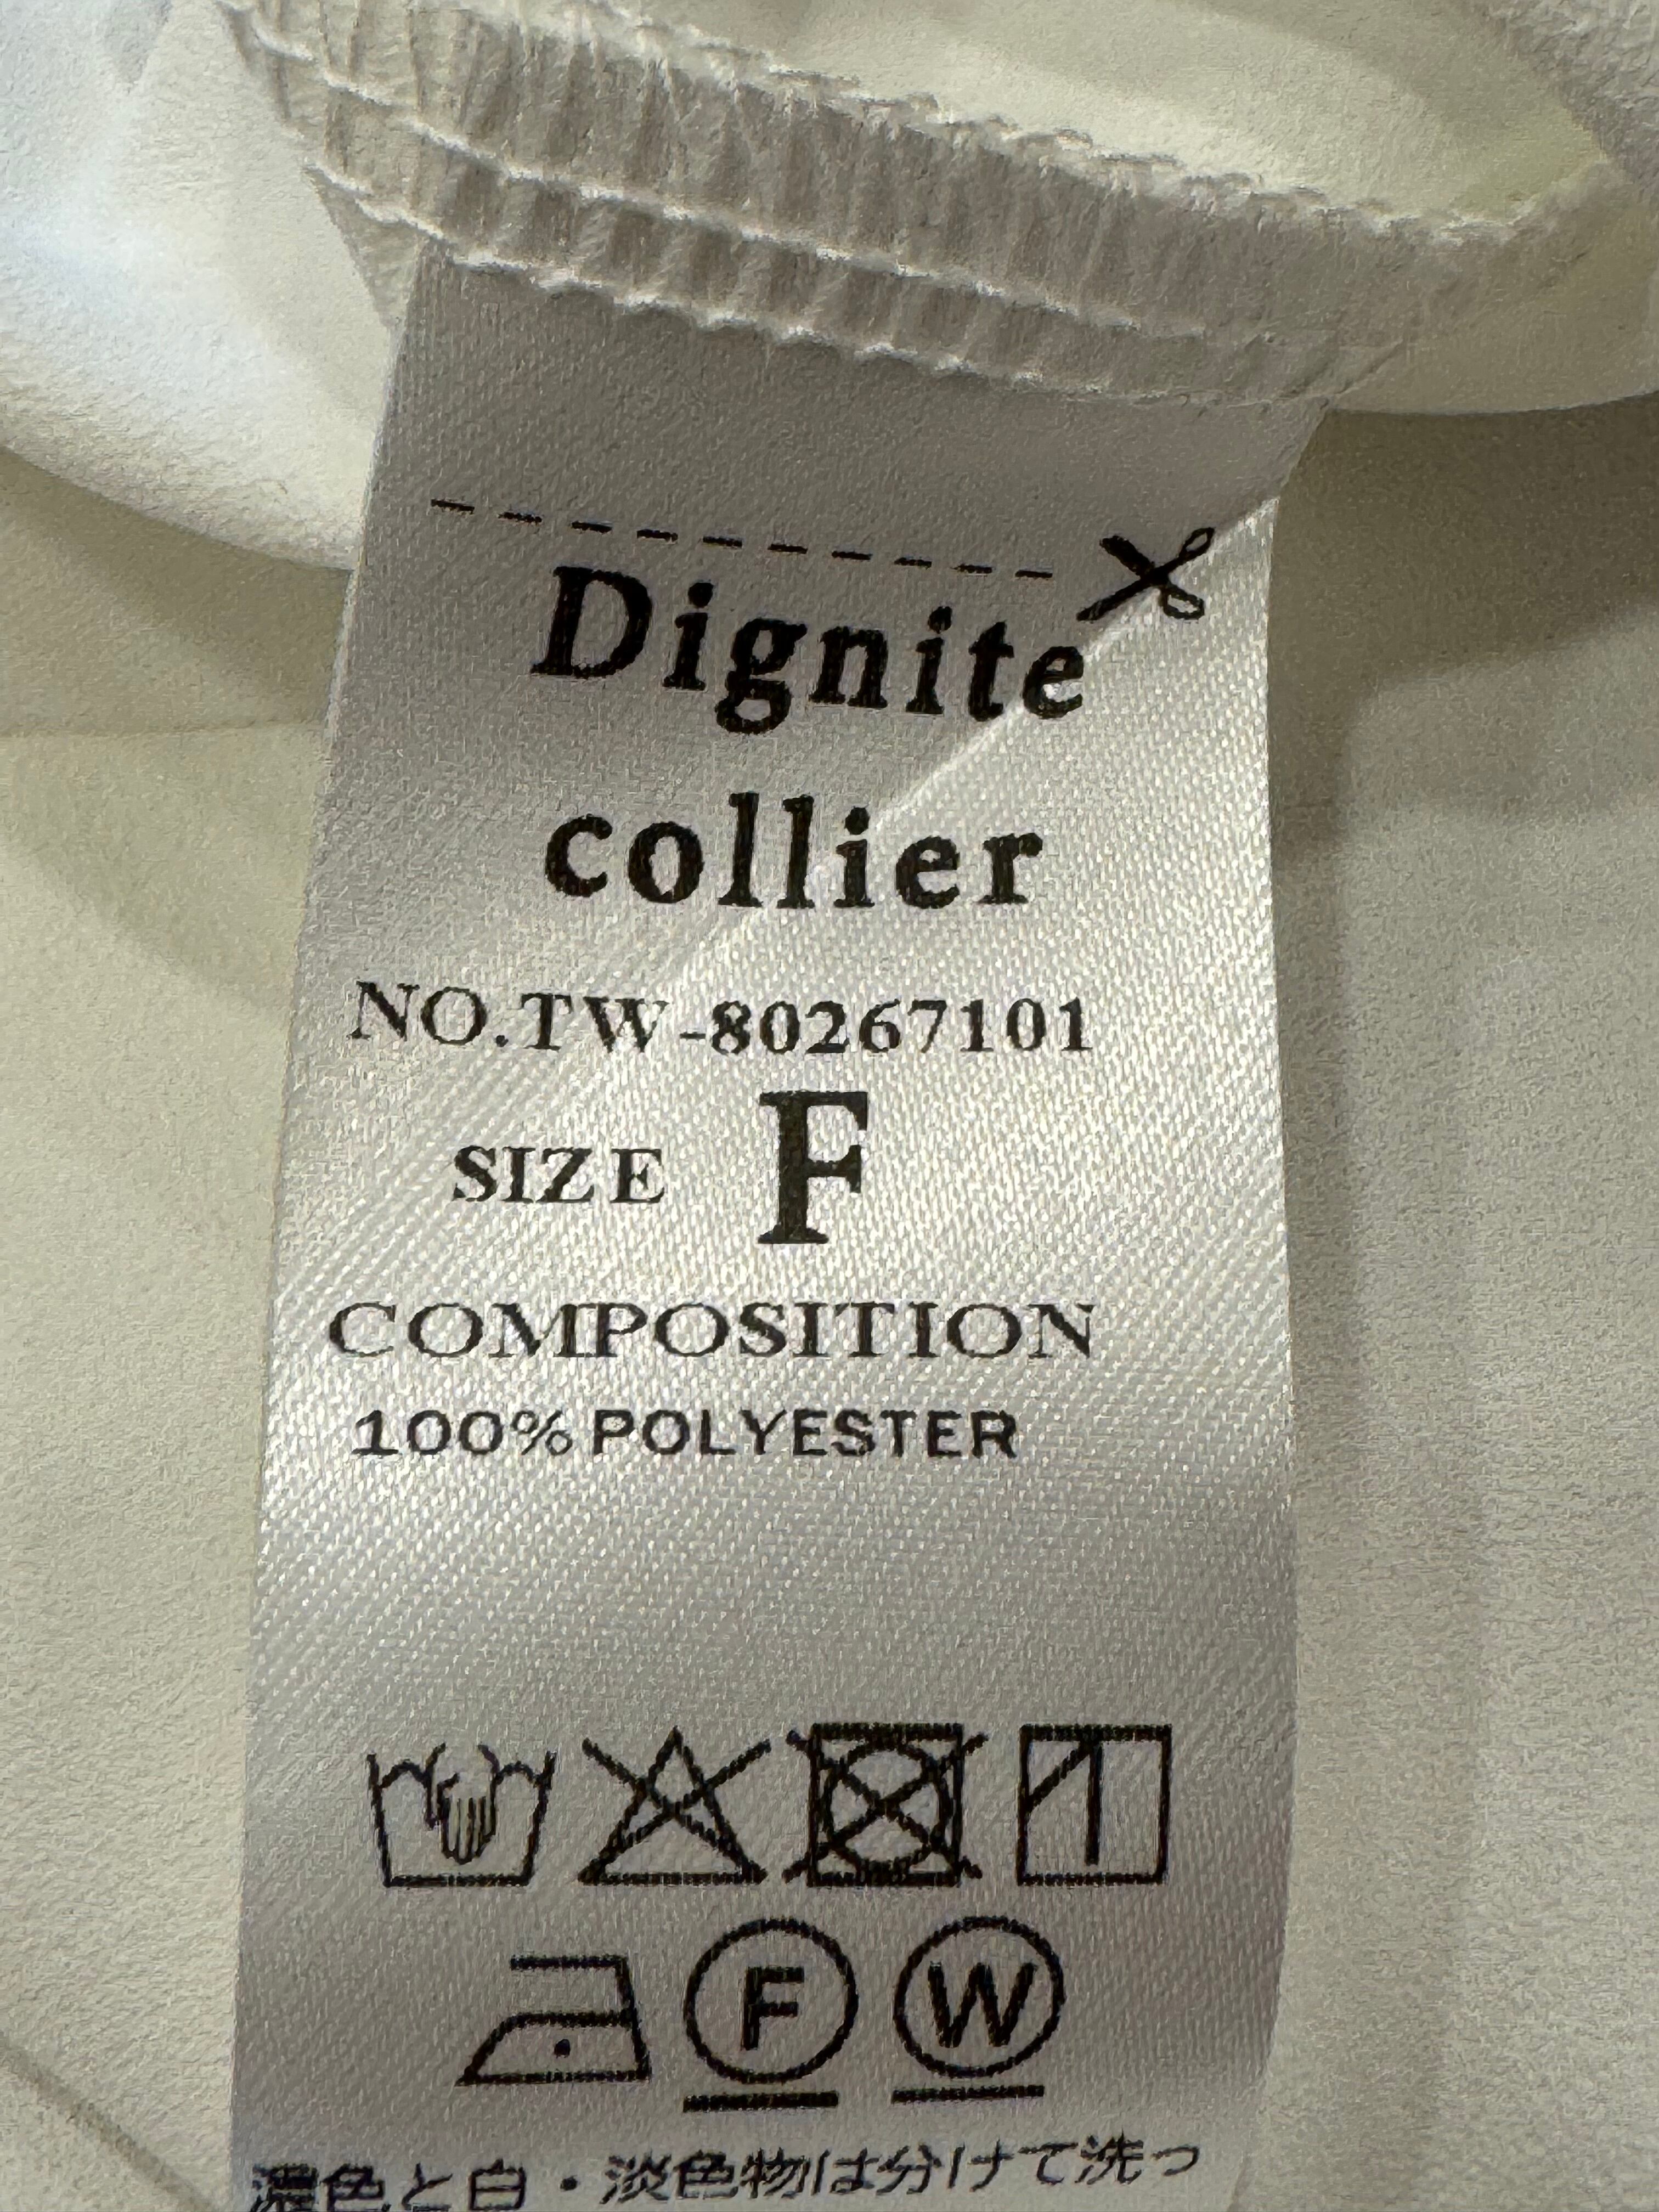 Dignite
collier
NO.TW-80267101
SIZE F
COMPOSITION
100% POLYESTER
F W
濃色と白・淡色物は分けて洗っ